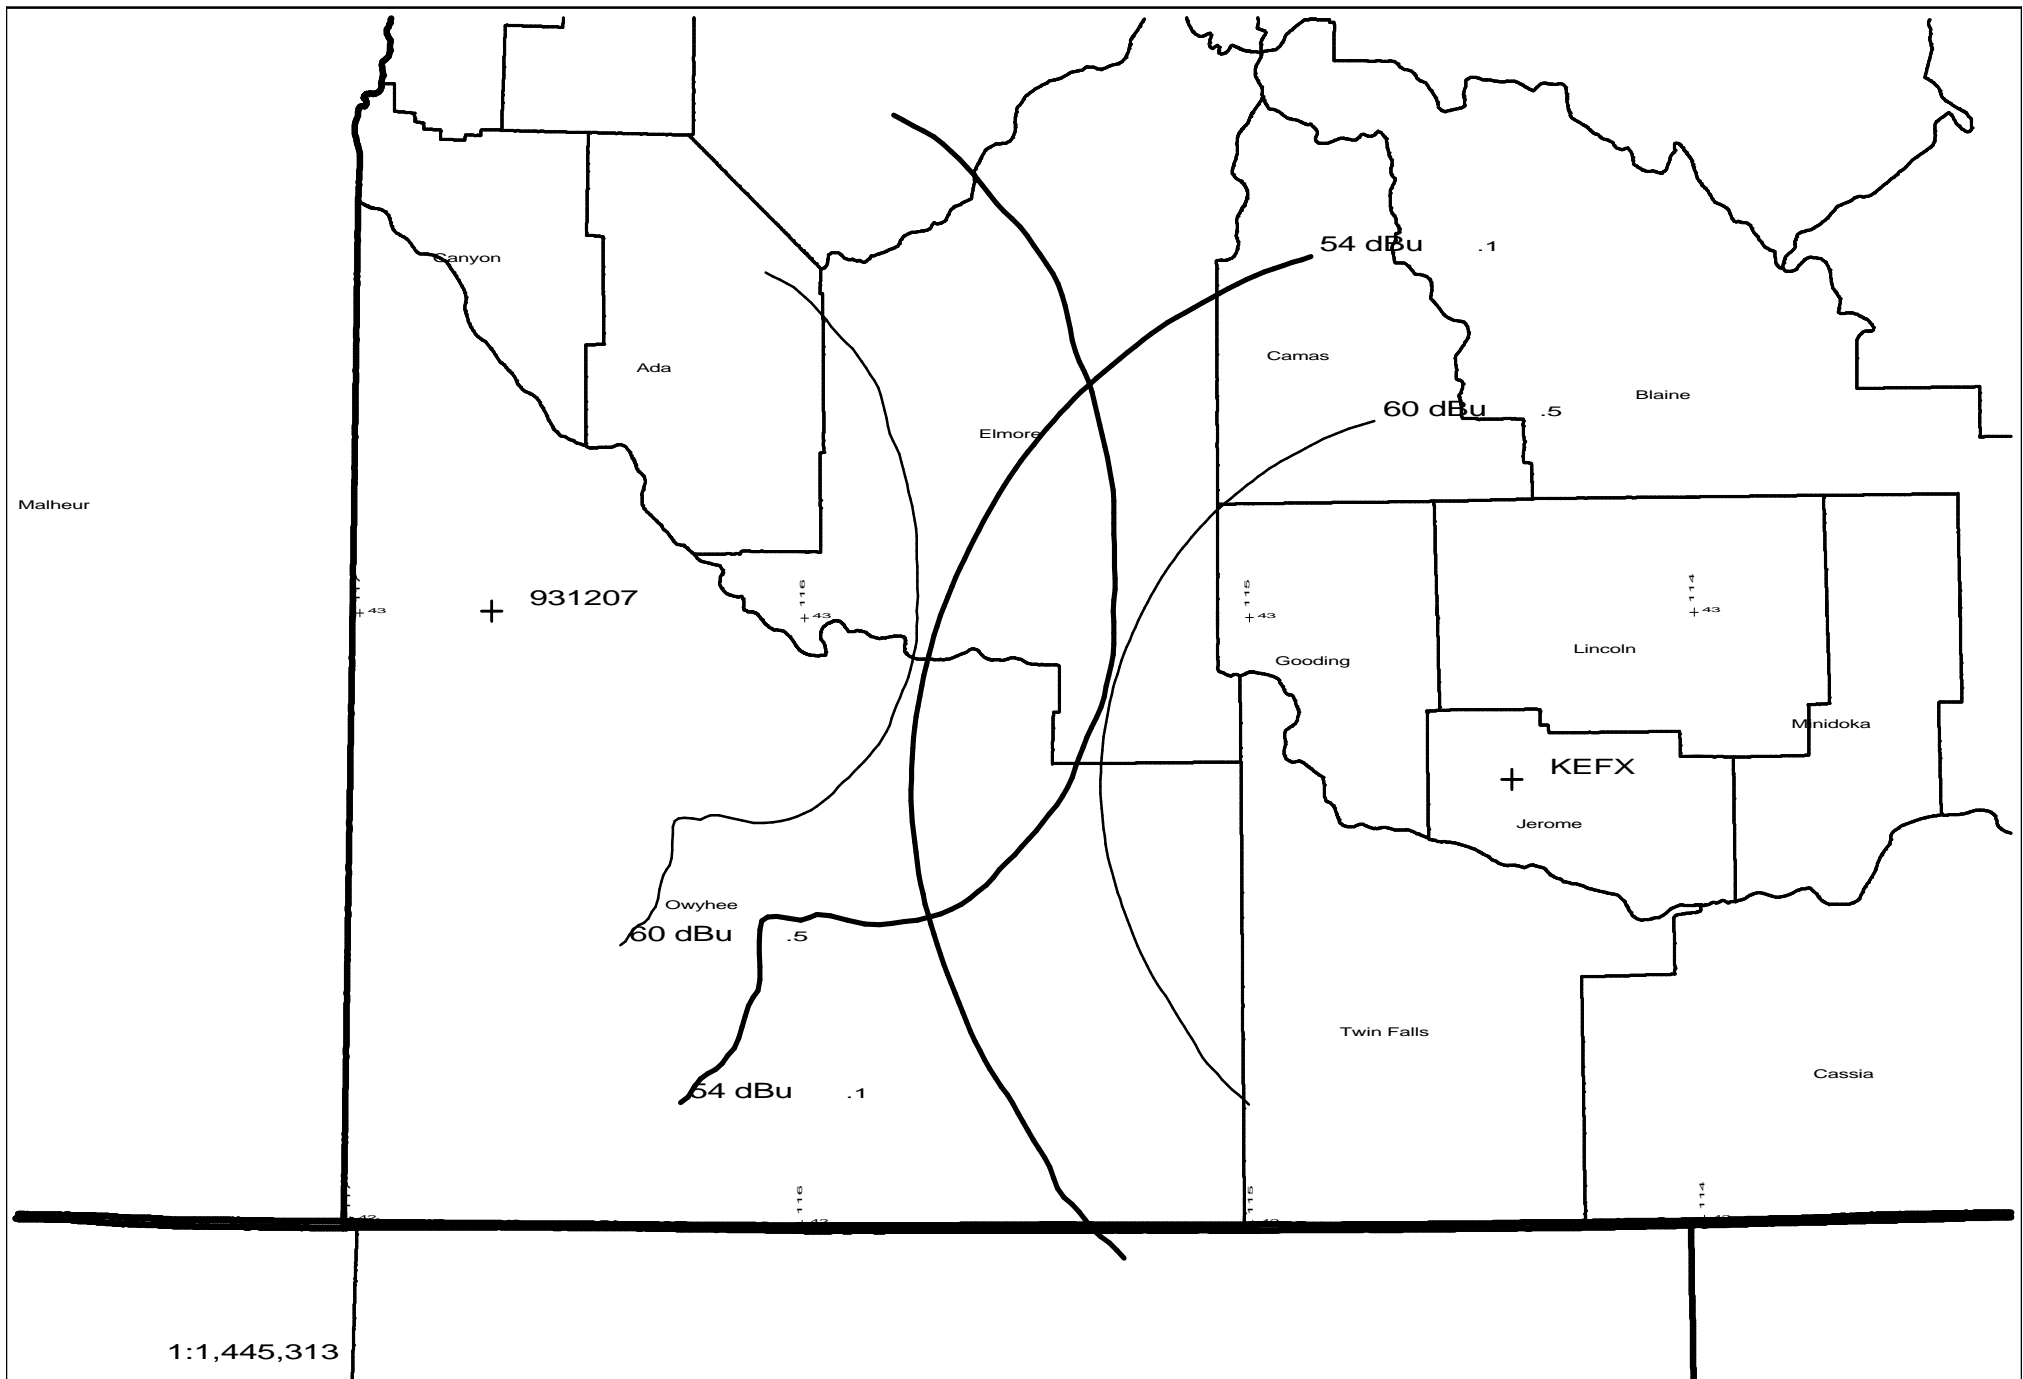 54 dBu .1
Canyon
Camas
Ada
Blaine
60 dBu .5
Elmore
Malheur
931207
43
116
43
115
43
114
43
Lincoln
Gooding
Minidoka
KEFX
Jerome
Owyhee
60 dBu .5
Twin Falls
Cassia
54 dBu .1
116
115
114
1:1,445,313